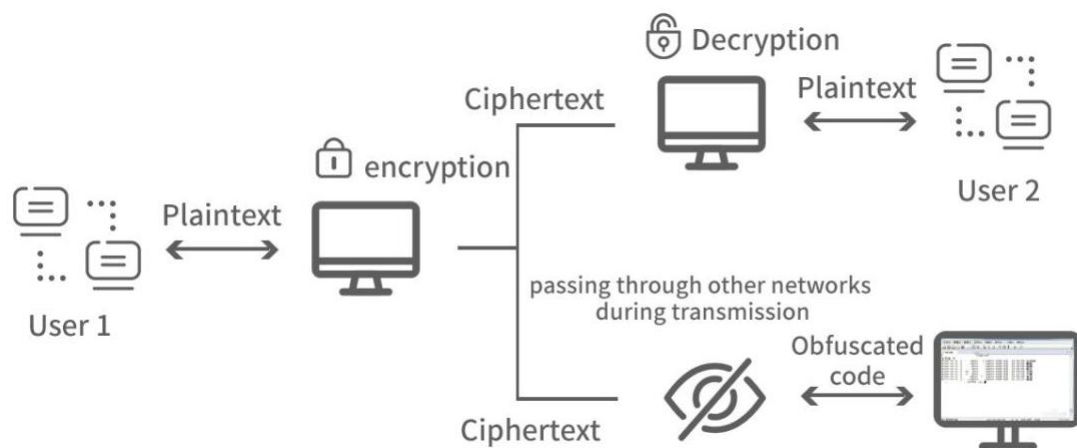 Decryption
Ciphertext
Plaintext
encryption
User 2
Plaintext
User 1
passing through other networks
during transmission
Obfuscated
code
Ciphertext